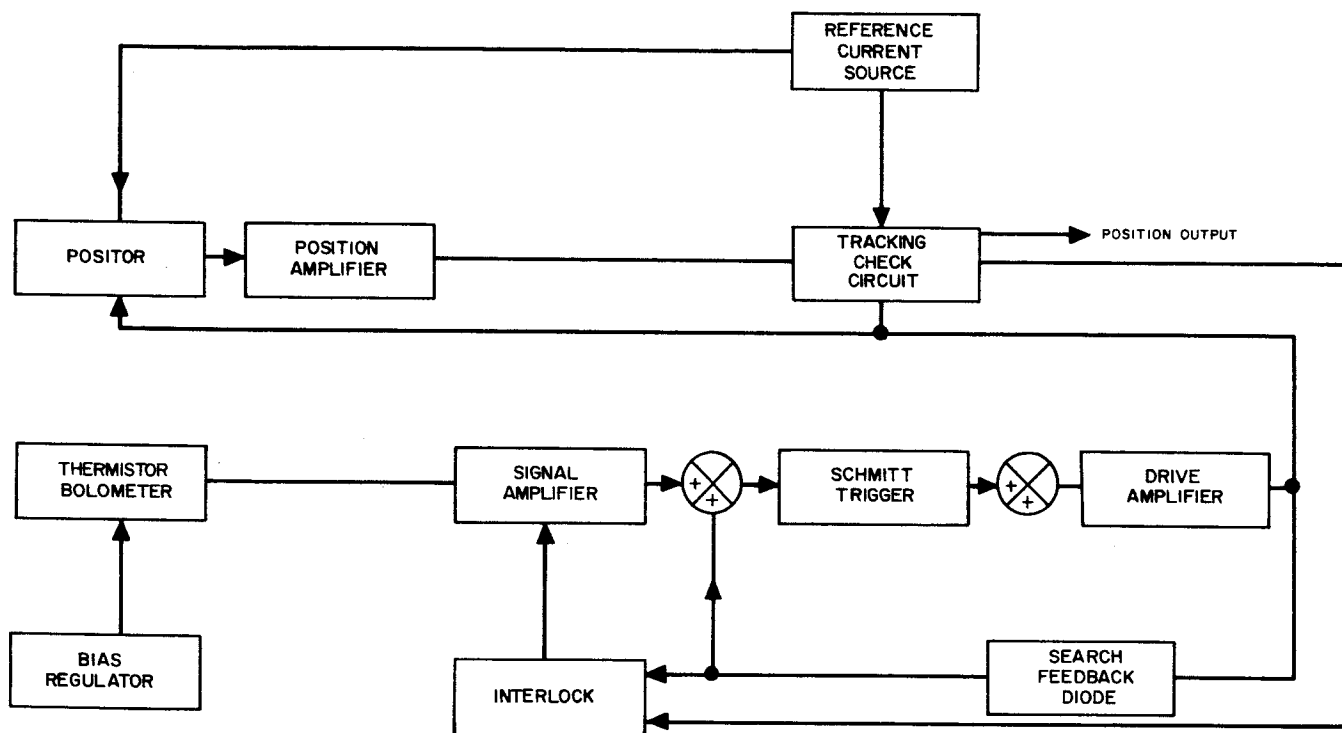 REFERENCE
CURRENT
SOURCE
POSITOR
POSITION
AMPLIFIER
TRACKING
CHECK
CIRCUIT
POSITION OUTPUT
THERMISTOR
BOLOMETER
SIGNAL
AMPLIFIER
+
+
SCHMITT
TRIGGER
+
+
DRIVE
AMPLIFIER
BIAS
REGULATOR
INTERLOCK
SEARCH
FEEDBACK
DIODE